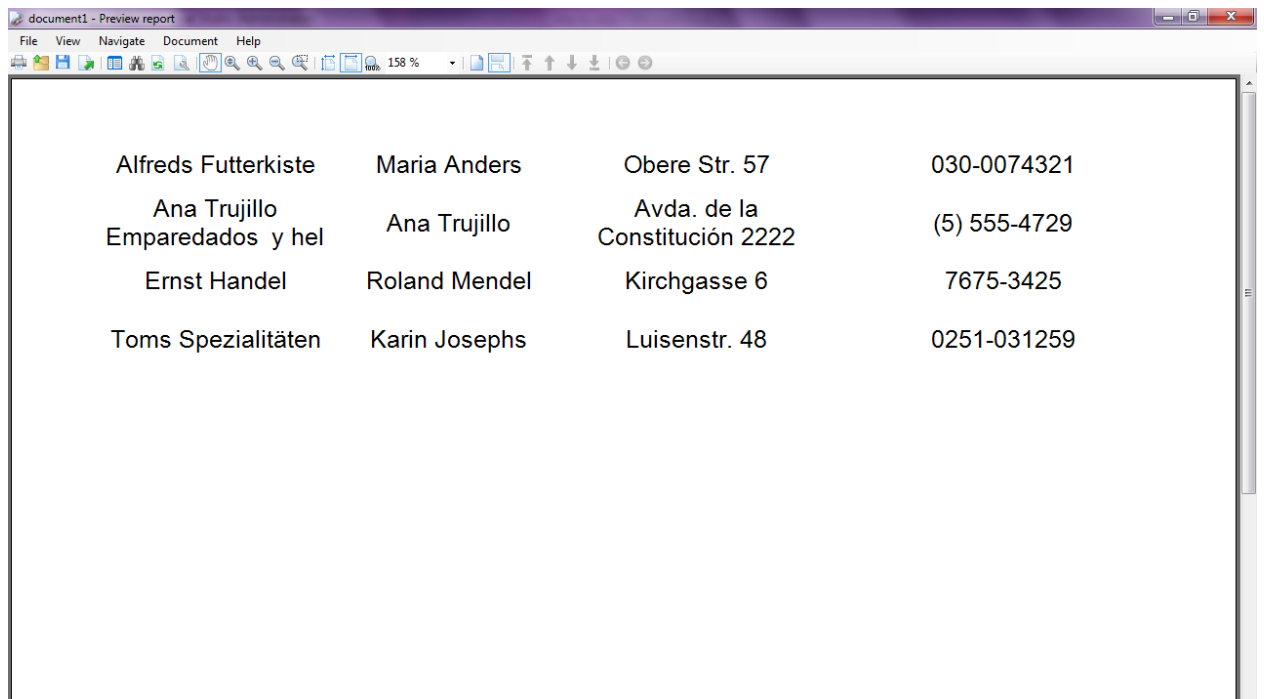 document1 - Preview report
File View Navigate Document Help
100% 158 %
Alfreds Futterkiste Maria Anders Obere Str. 57 030-0074321
Ana Trujillo Avda. de la
Ana Trujillo (5) 555-4729
Emparedados y hel Constitución 2222
Ernst Handel Roland Mendel Kirchgasse 6 7675-3425
Toms Spezialitäten Karin Josephs Luisenstr. 48 0251-031259